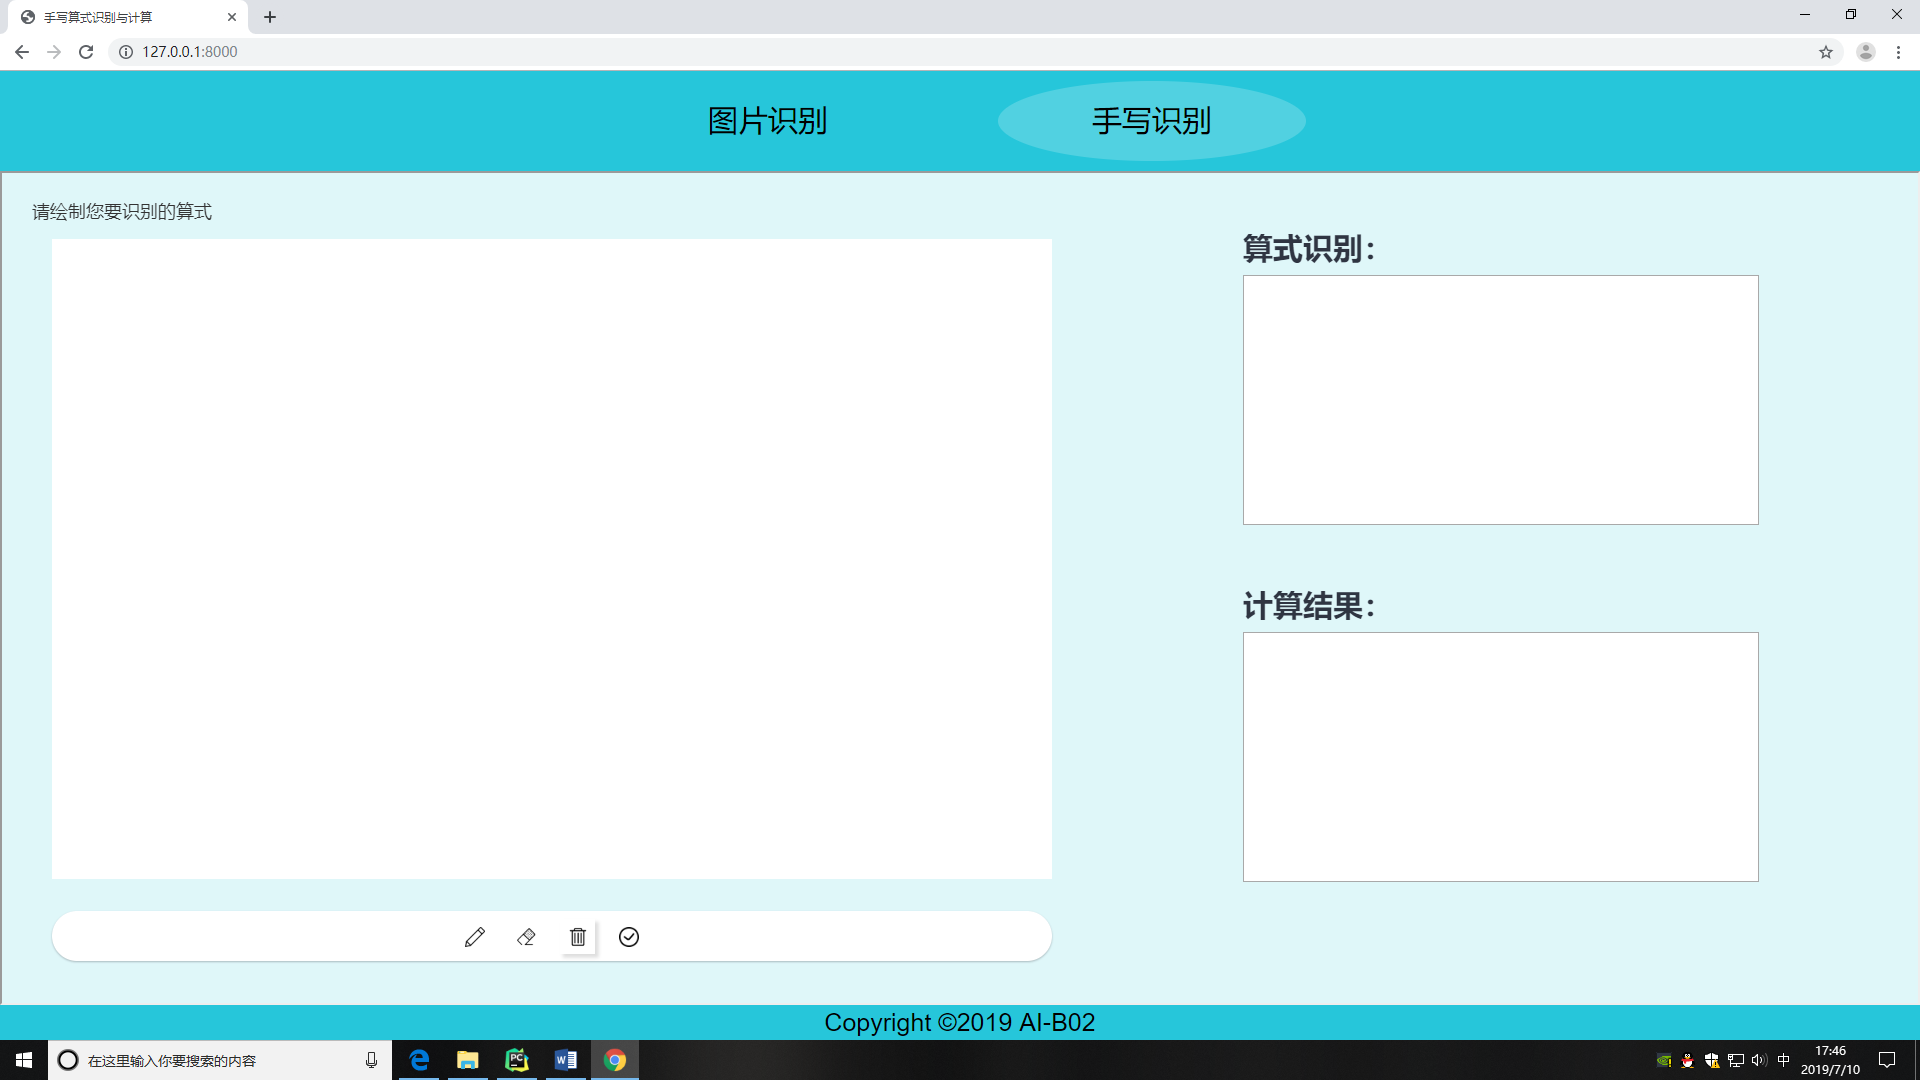 手写算式识别与计算
127.0.0.1:8000
图片识别
手写识别
请绘制您要识别的算式
算式识别：
计算结果：
Copyright ©2019 AI-B02
在这里输入你要搜索的内容
中
17:46
2019/7/10